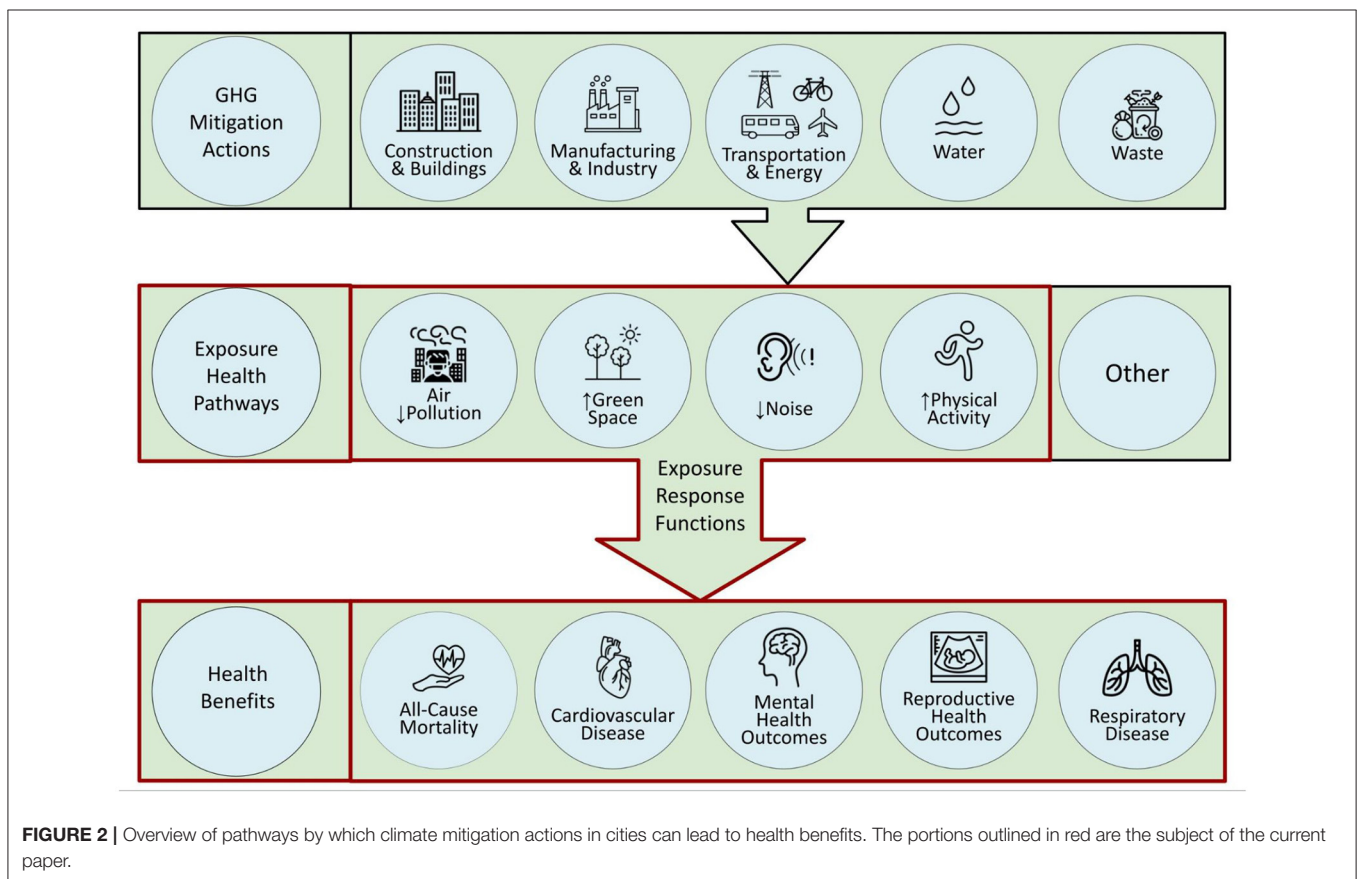 GHG
Mitigation
Actions
Construction
& Buildings
Manufacturing
& Industry
Transportation
& Energy
Water
Waste
Exposure
Health
Pathways
Air
↓Pollution
↑Green
Space
↓Noise
↑Physical
Activity
Other
Exposure
Response
Functions
Health
Benefits
All-Cause
Mortality
Cardiovascular
Disease
Mental
Health
Outcomes
Reproductive
Health
Outcomes
Respiratory
Disease
FIGURE 2 | Overview of pathways by which climate mitigation actions in cities can lead to health benefits. The portions outlined in red are the subject of the current
paper.